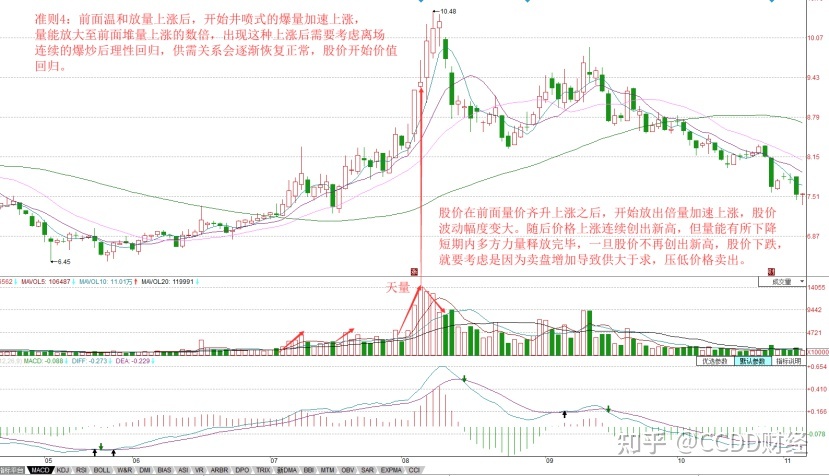 准则4：前面温和放量上涨后，开始井喷式的爆量加速上涨，
量能放大至前面堆量上涨的数倍，出现这种上涨后需要考虑离场
连续的爆炒后理性回归，供需关系会逐渐恢复正常，股价开始价值
回归。
10.48
10.07
9.43
8.79
8.15
7.51
6.87
6.45
股价在前面量价齐升上涨之后，开始放出倍量加速上涨，股价
波动幅度变大。随后价格上涨连续创出新高，但量能有所下降
短期内多方力量释放完毕，一旦股价不再创出新高，股价下跌，
就要考虑是因为卖盘增加导致供大于求，压低价格卖出。
MAVOL5: 106487↓ MAVOL10: 11.01万↑ MAVOL20: 119991↓
成交量
天量
14055
9442
4721
X10000
优选参数 默认参数 指标说明
MACD: -0.088↓ DIFF: -0.273↓ DEA: -0.229↓
+0.654
+0.410
+0.166
-0.078
知乎 @CCDD财经
05 06 07 08 09 10 11
指标平台 MACD KDJ RSI BOLL W&R DMI BIAS ASI VR ARBR DPO TRIX 新DMA BBI MTM OBV SAR EXPMA CCI